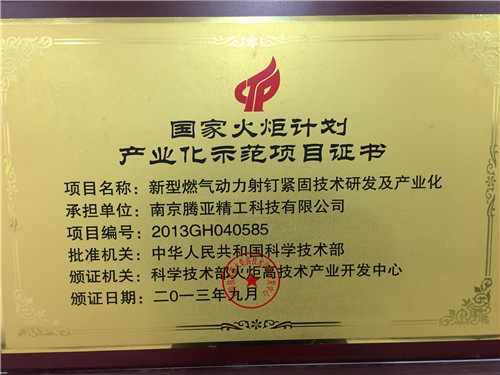 国家火炬计划
产业化示范项目证书
项目名称：新型燃气动力射钉紧固技术研发及产业化
承担单位：南京腾亚精工科技有限公司
项目编号：2013GH040585
批准机关：中华人民共和国科学技术部
颁证机关：科学技术部火炬高技术产业开发中心
颁证日期：二〇一三年九月